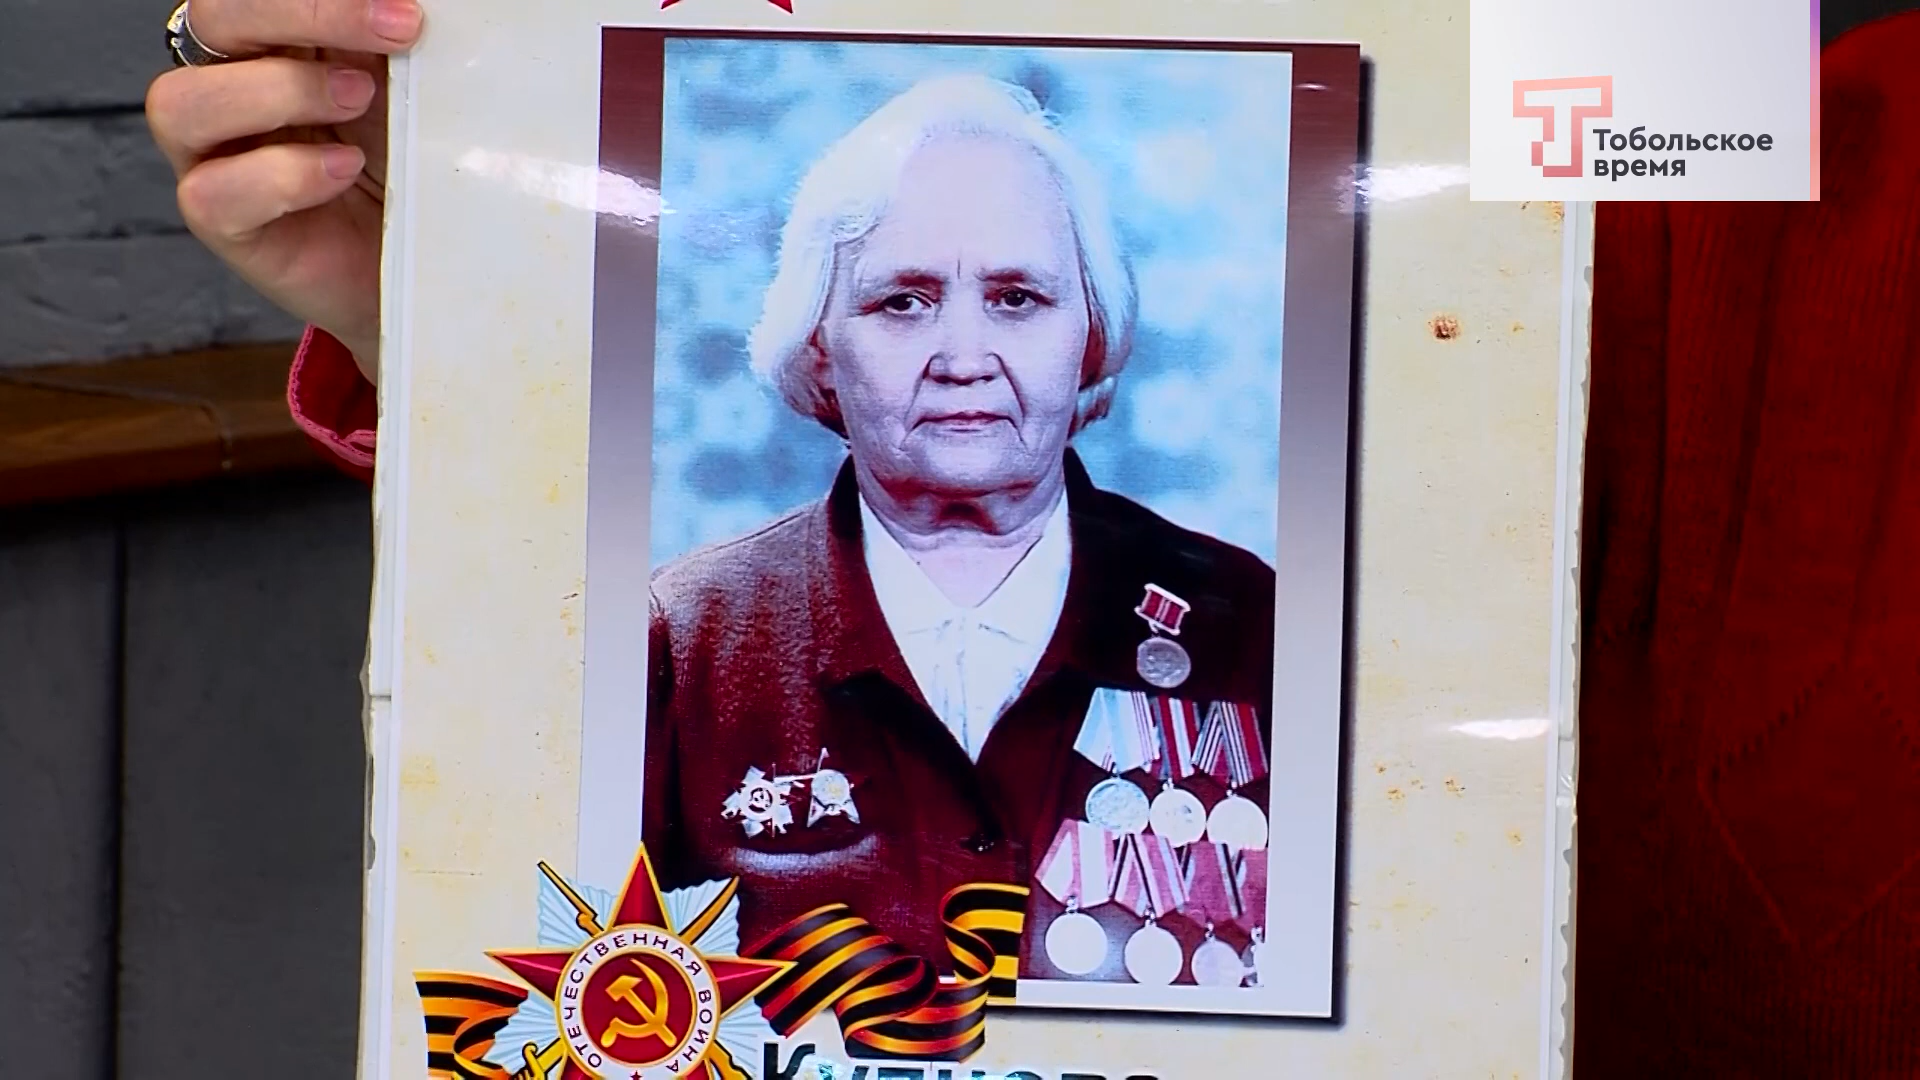 Тобольское
время
ОТЕЧЕСТВЕННАЯ ВОЙНА